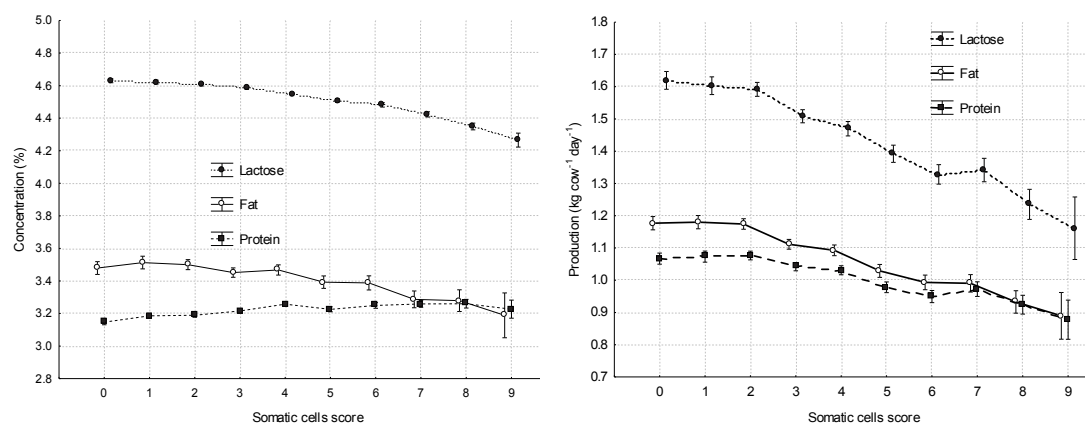 5.0
4.8
4.6
4.4
4.2
4.0
3.8
3.6
3.4
3.2
3.0
2.8
Concentration (%)
Lactose
Fat
Protein
0 1 2 3 4 5 6 7 8 9
Somatic cells score
1.8
1.7
1.6
1.5
1.4
1.3
1.2
1.1
1.0
0.9
0.8
0.7
Production (kg cow⁻¹ day⁻¹)
Lactose
Fat
Protein
0 1 2 3 4 5 6 7 8 9
Somatic cells score